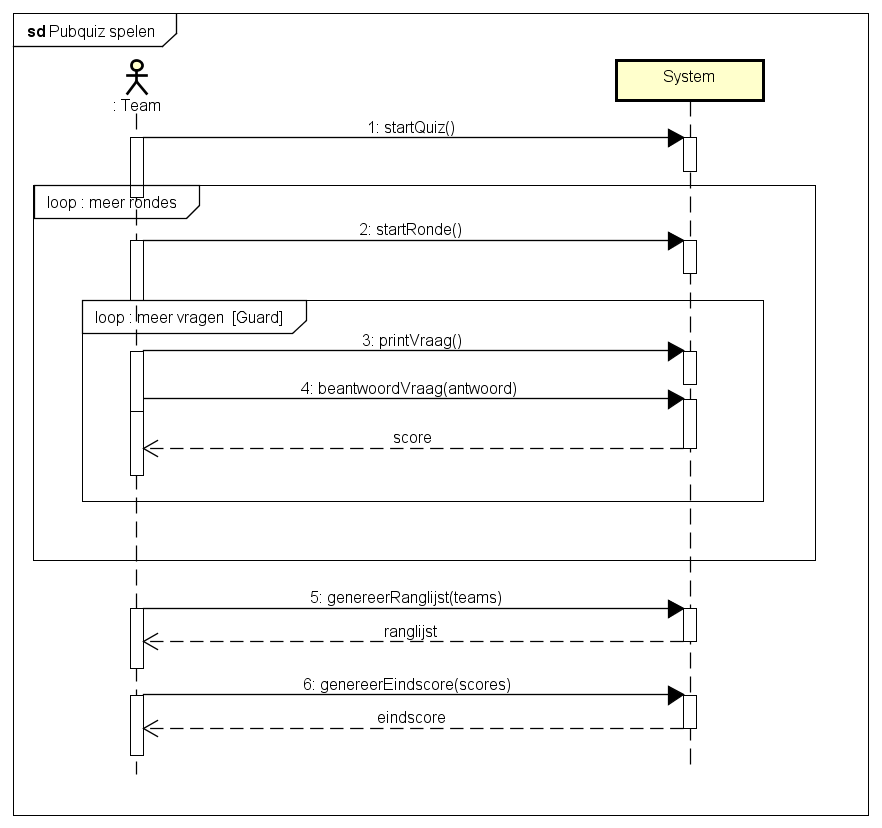 sd Pubquiz spelen
: Team
System
1: startQuiz()
loop : meer rondes
2: startRonde()
loop : meer vragen [Guard]
3: printVraag()
4: beantwoordVraag(antwoord)
score
5: genereerRanglijst(teams)
ranglijst
6: genereerEindscore(scores)
eindscore